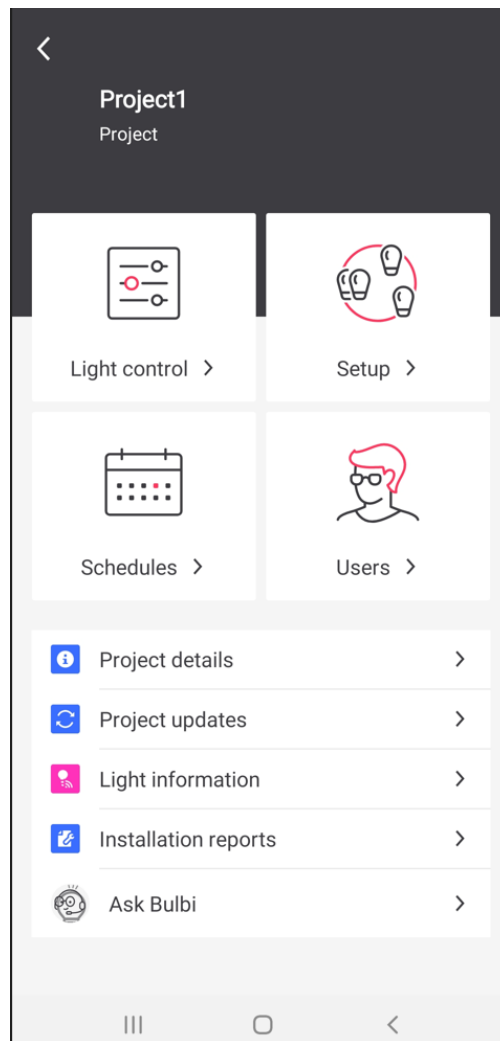 Project1
Project
Light control
Setup
Schedules
Users
Project details
Project updates
Light information
Installation reports
Ask Bulbi